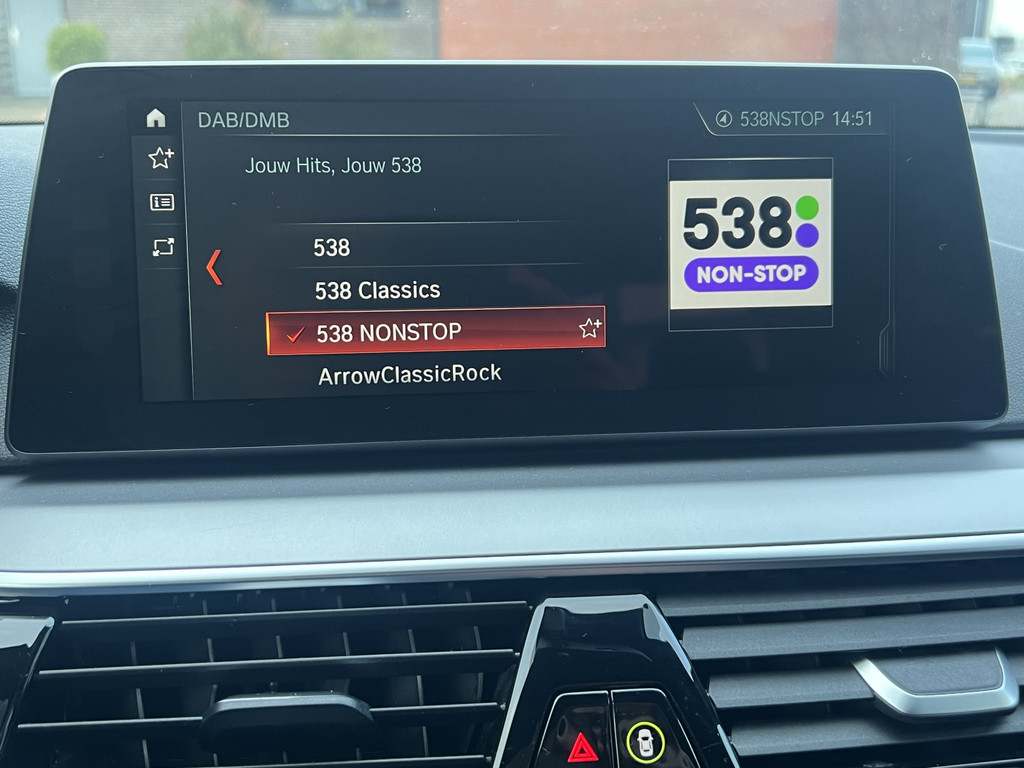 DAB/DMB
538NSTOP 14:51
Jouw Hits, Jouw 538
538
538 Classics
538 NONSTOP
ArrowClassicRock
538
NON-STOP